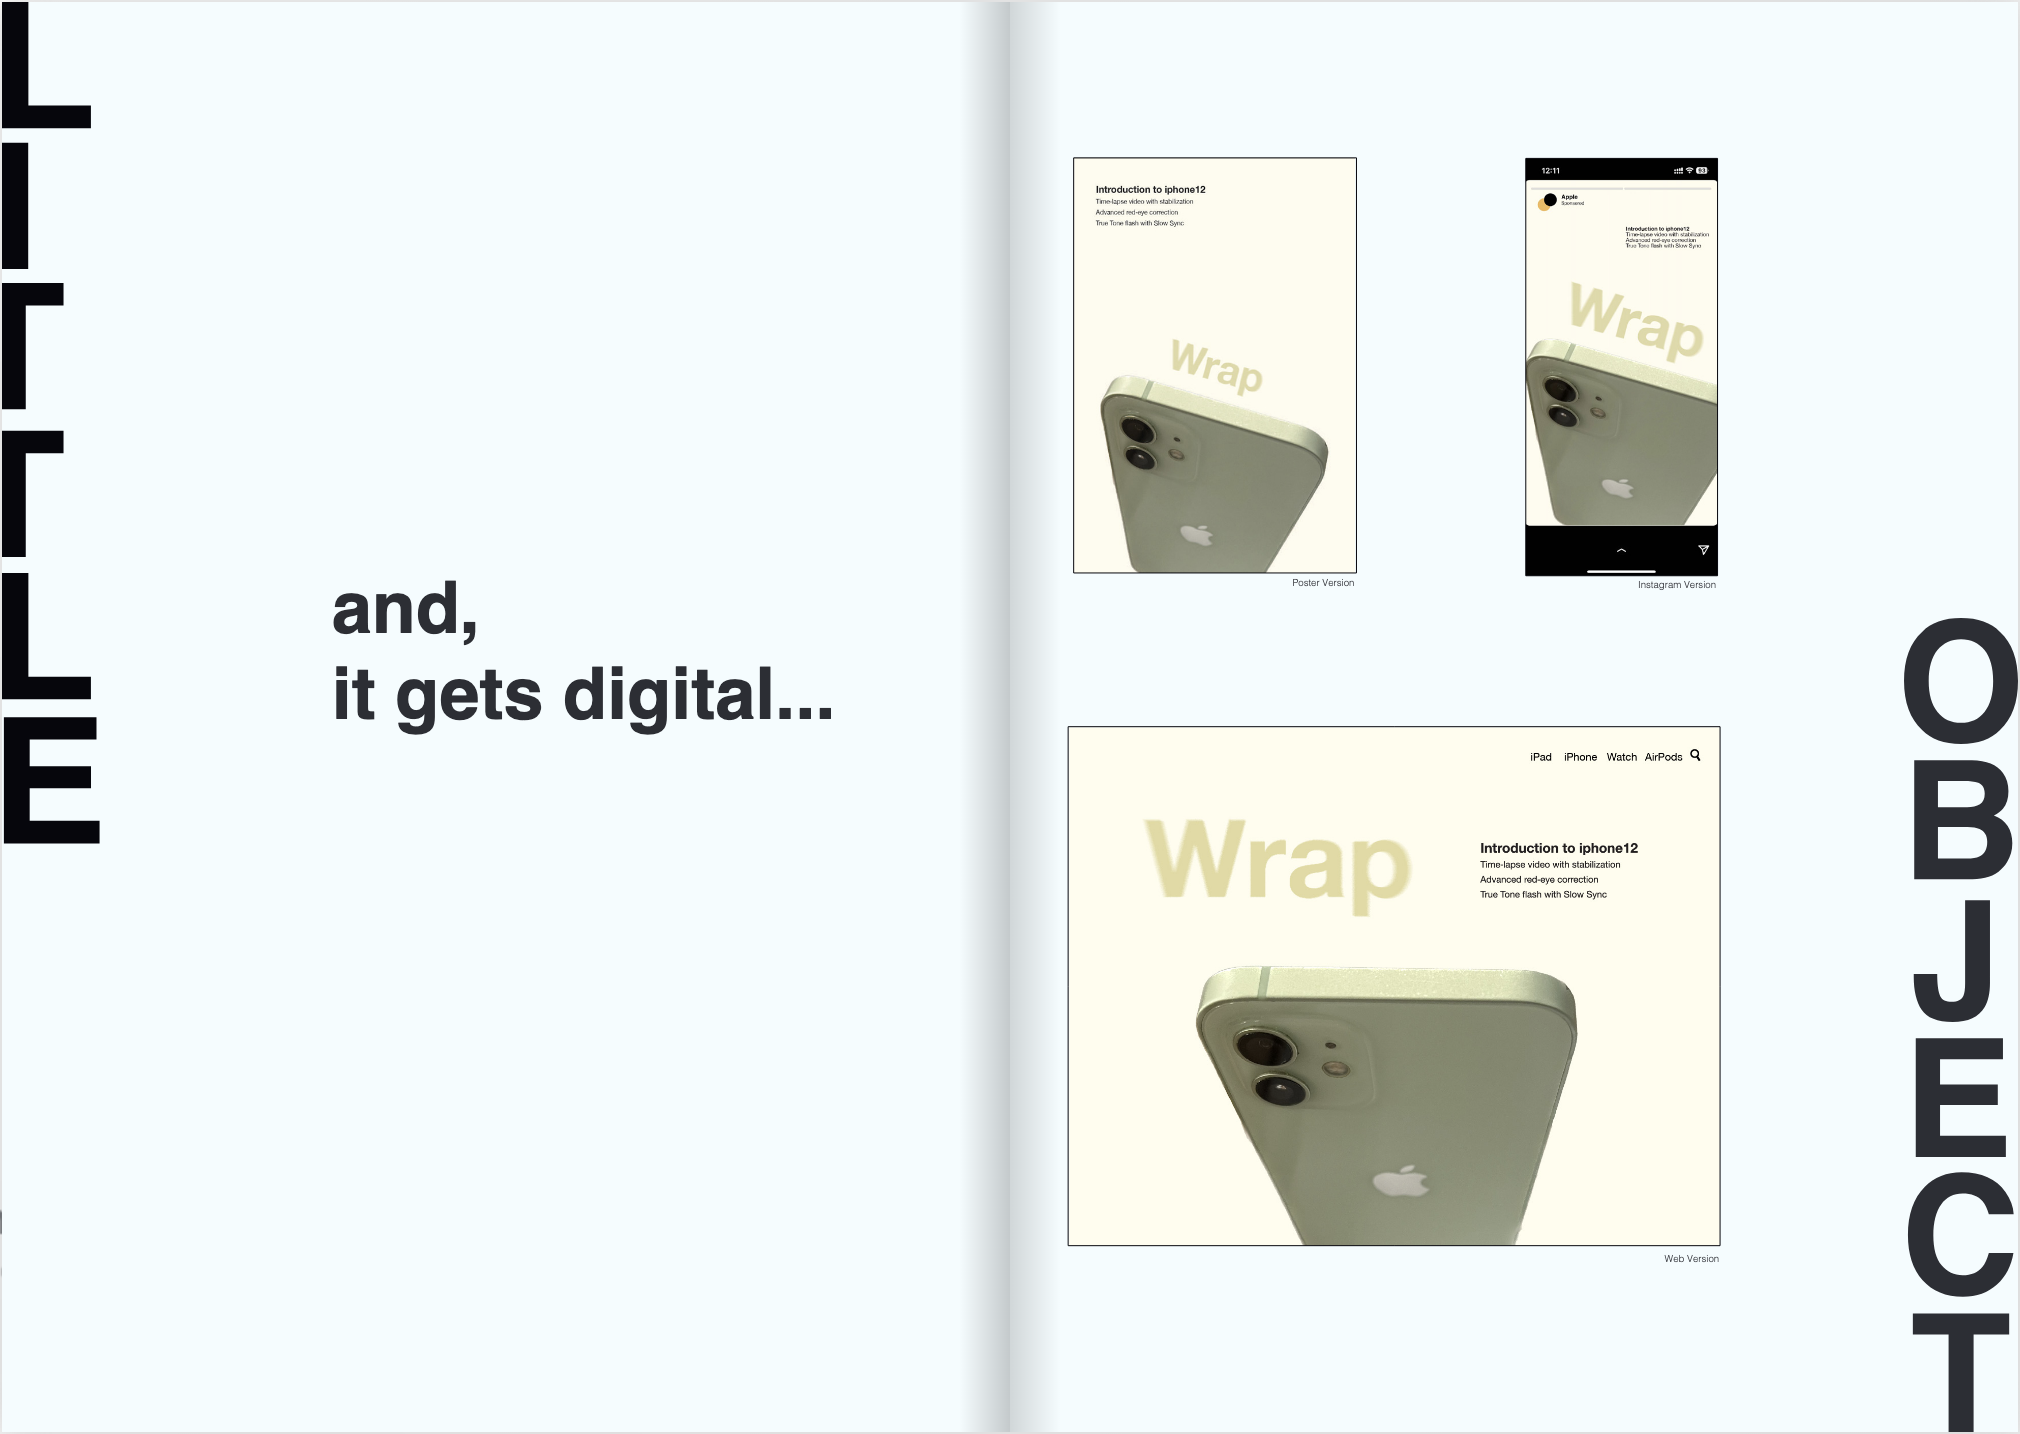 LITTLE
and,
it gets digital...
Introduction to iphone12
Time-lapse video with stabilization
Advanced red-eye correction
True Tone flash with Slow Sync
Wrap
Poster Version
12:11
63
Apple
Sponsored
Introduction to iphone12
Time-lapse video with stabilization
Advanced red-eye correction
True Tone flash with Slow Sync
Wrap
Instagram Version
iPad iPhone Watch AirPods
Wrap
Introduction to iphone12
Time-lapse video with stabilization
Advanced red-eye correction
True Tone flash with Slow Sync
Web Version
OBJECT